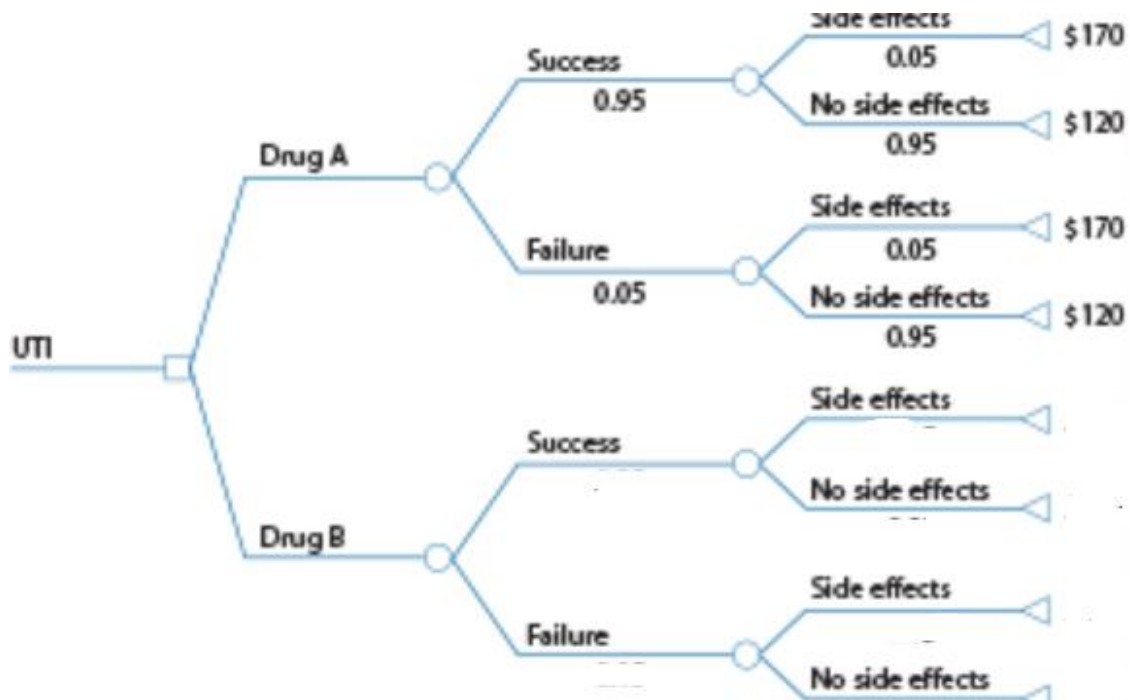 Side effects
$170
0.05
Success
0.95
No side effects
$120
0.95
Drug A
Side effects
$170
0.05
Failure
0.05
No side effects
$120
0.95
UTI
Side effects
Success
No side effects
Drug B
Side effects
Failure
No side effects